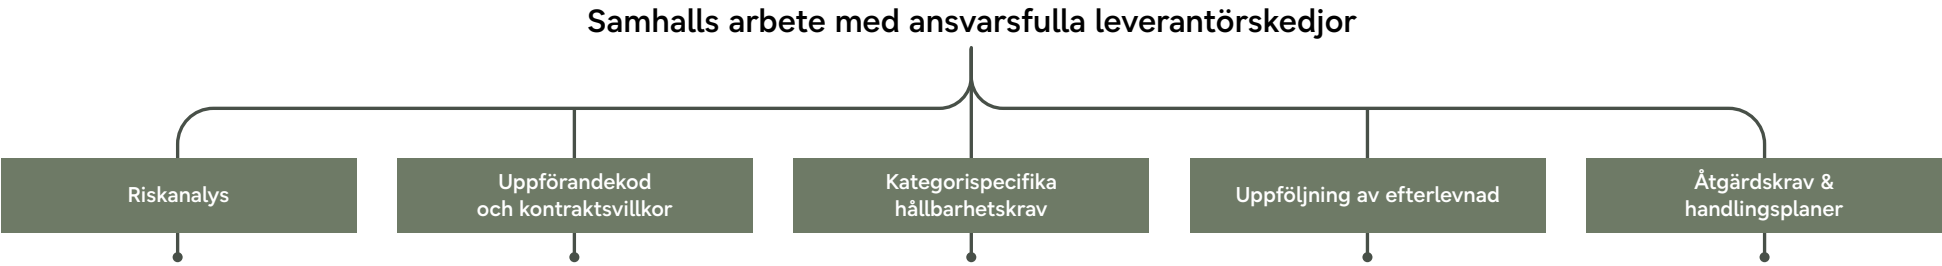 Samhalls arbete med ansvarsfulla leverantörskedjor
Riskanalys
Uppförandekod
och kontraktsvillkor
Kategorispecifika
hållbarhetskrav
Uppföljning av efterlevnad
Åtgärdskrav &
handlingsplaner